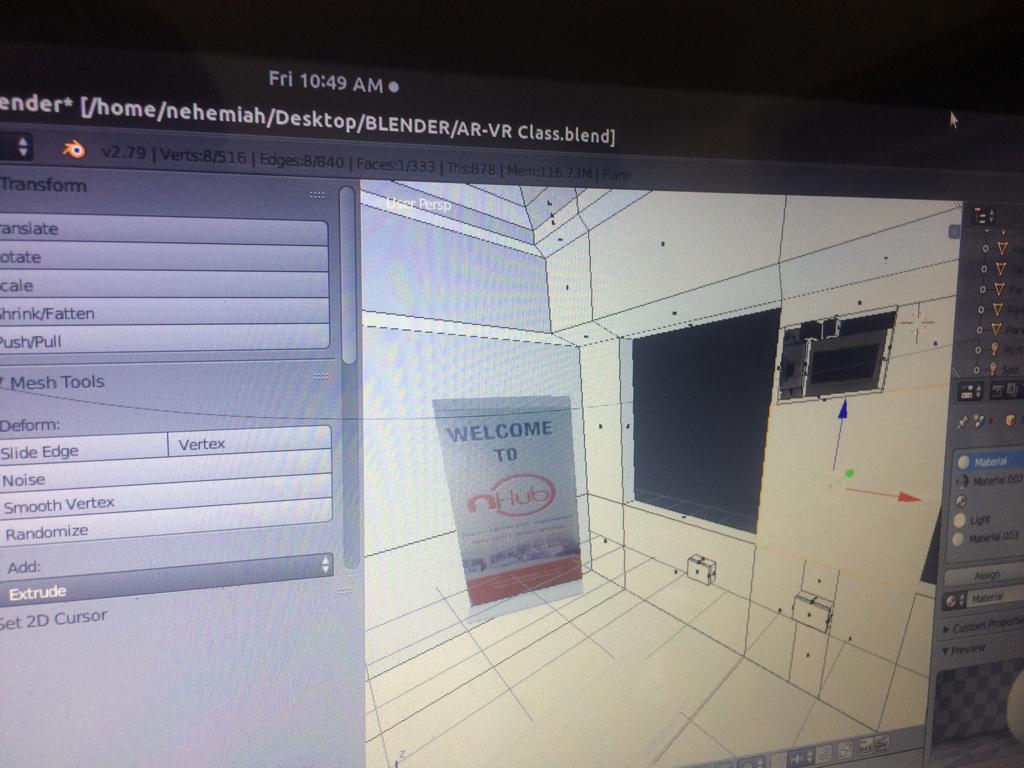 Fri 10:49 AM
ender* [/home/nehemiah/Desktop/BLENDER/AR-VR Class.blend]
v2.79 | Verts:8/516 | Edges:8/840 | Faces:1/333 | Tris:878 | Mem:116.73M | Plane
Transform
ranslate
otate
cale
hrink/Fatten
Push/Pull
Mesh Tools
Deform:
Slide Edge
Vertex
Noise
Smooth Vertex
Randomize
Add:
Extrude
Set 2D Cursor
User Persp
WELCOME
TO
nHub
Spot
Material
Material.002
Light
Material.003
Assign
Material
Custom Properti
Preview